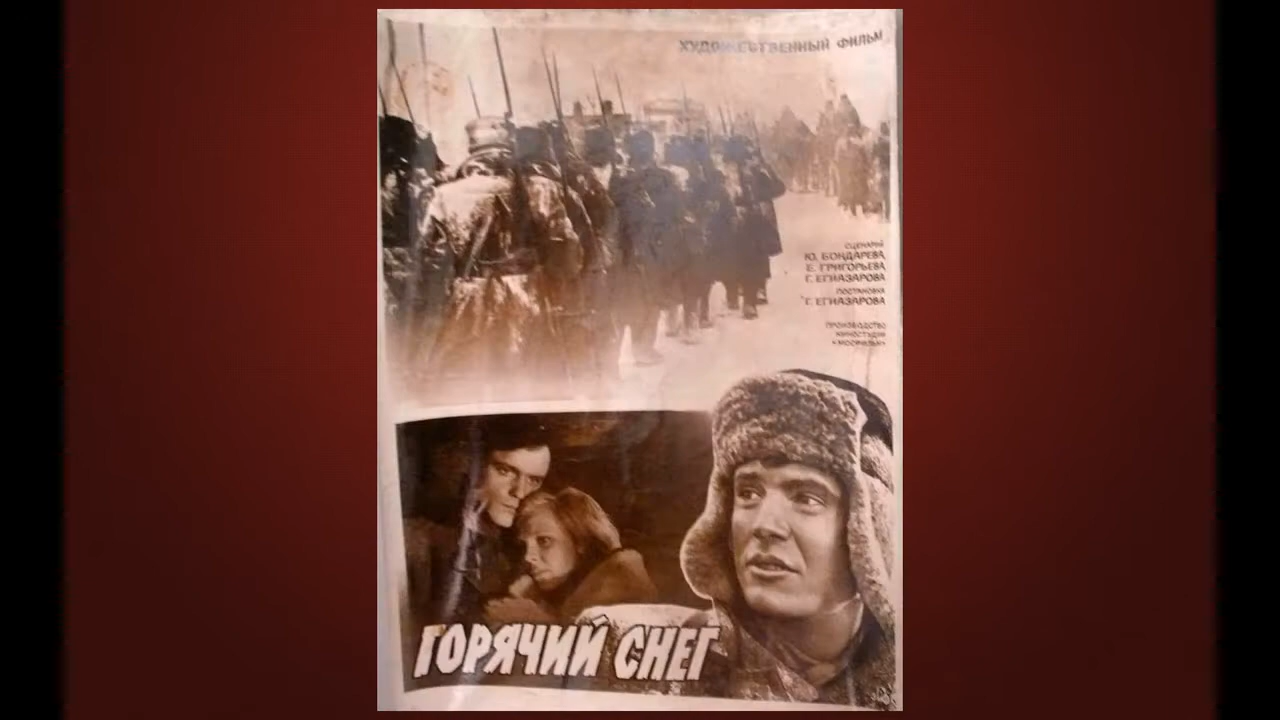 ХУДОЖЕСТВЕННЫЙ ФИЛЬМ
СЦЕНАРИЙ
Ю. БОНДАРЕВА,
Е. ГРИГОРЬЕВА,
Г. ЕГИАЗАРОВА
ПОСТАНОВКА
Г. ЕГИАЗАРОВА
ПРОИЗВОДСТВО
КИНОСТУДИИ
«МОСФИЛЬМ»
ГОРЯЧИЙ СНЕГ